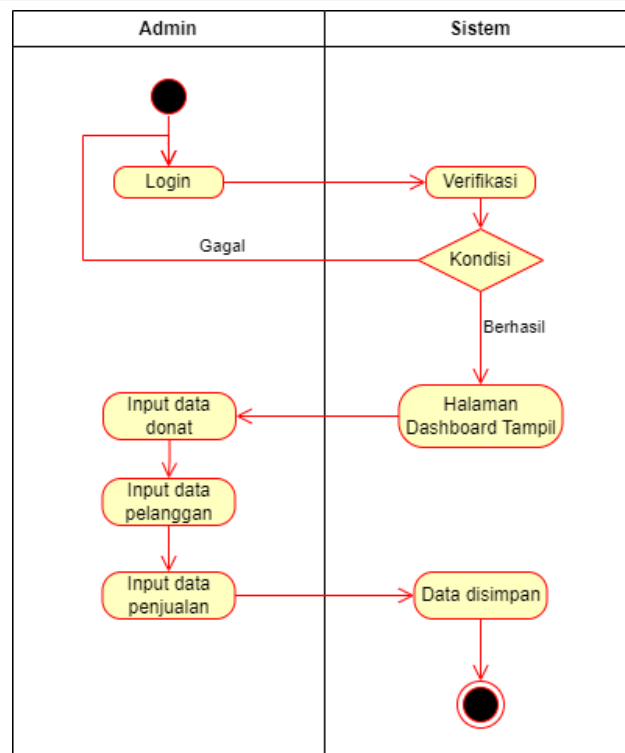 Admin
Sistem
Login
Verifikasi
Gagal
Kondisi
Berhasil
Input data
donat
Halaman
Dashboard Tampil
Input data
pelanggan
Input data
penjualan
Data disimpan